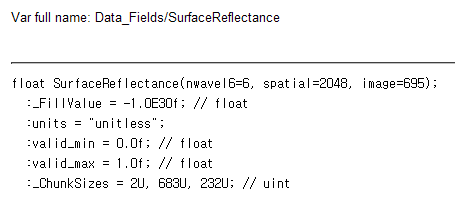 Var full name: Data_Fields/SurfaceReflectance
float SurfaceReflectance(nwavel6=6, spatial=2048, image=695);
:_FillValue = -1.0E30f; // float
:units = "unitless";
:valid_min = 0.0f; // float
:valid_max = 1.0f; // float
:_ChunkSizes = 2U, 683U, 232U; // uint